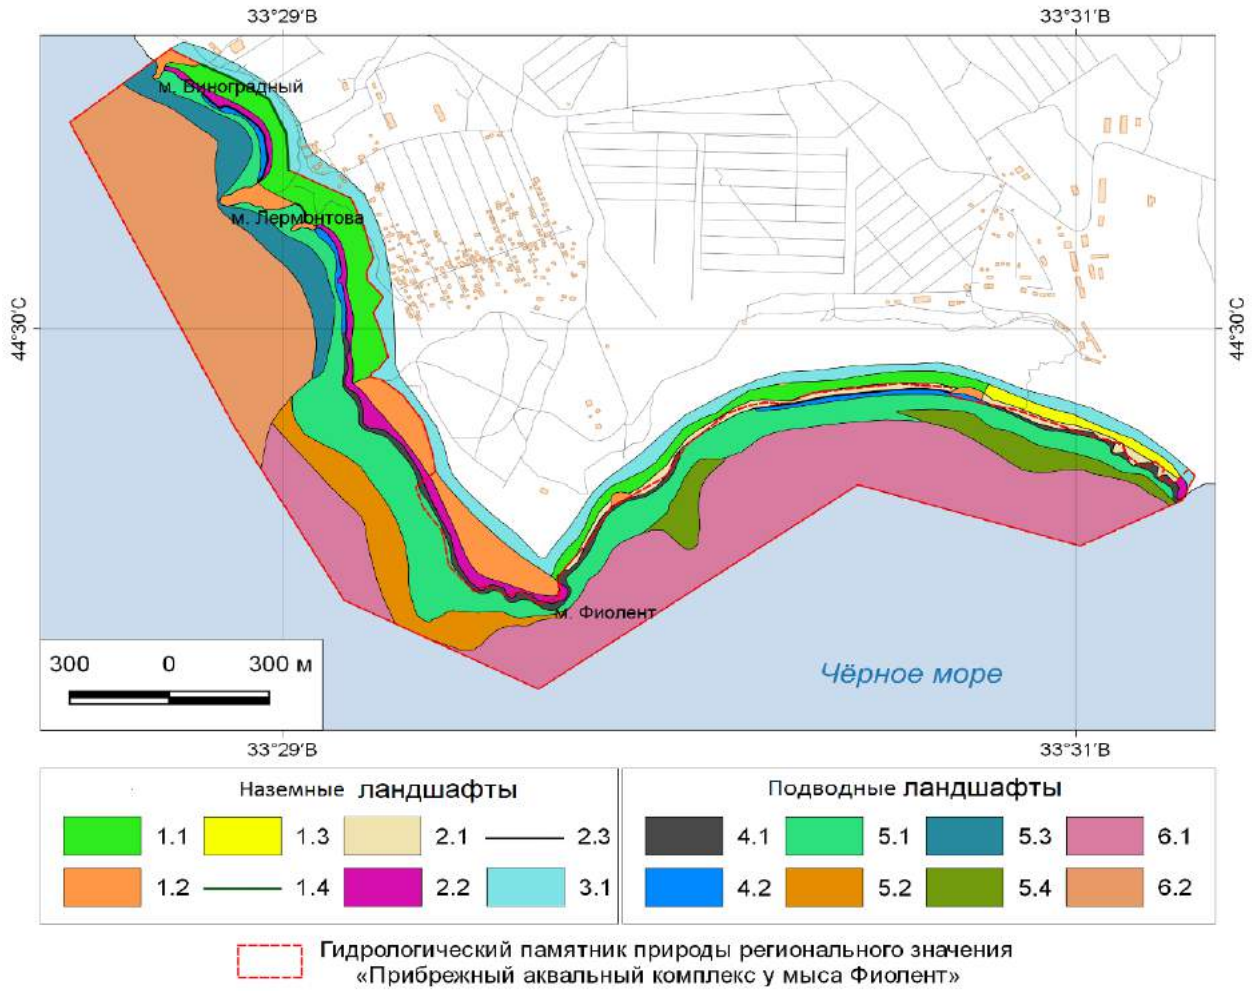 33°29'В 33°31'В
м. Виноградный
м. Лермонтова
44°30'С 44°30'С
м. Фиолент
300 0 300 м
Чёрное море
33°29'В 33°31'В
Наземные ландшафты
1.1 1.3 2.1 2.3
1.2 1.4 2.2 3.1
Подводные ландшафты
4.1 5.1 5.3 6.1
4.2 5.2 5.4 6.2
Гидрологический памятник природы регионального значения
«Прибрежный аквальный комплекс у мыса Фиолент»